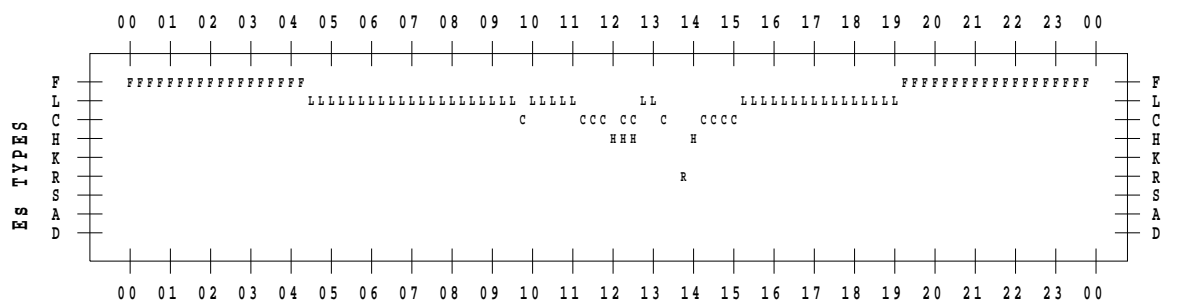 00 01 02 03 04 05 06 07 08 09 10 11 12 13 14 15 16 17 18 19 20 21 22 23 00
Es TYPES
F FFFFFFFFFFFFFFFFFF FFFFFFFFFFFFFFFFFFF F
L LLLLLLLLLLLLLLLLLLLLL LLLLL LL LLLLLLLLLLLLLLLL L
C C CCC CC C CCCC C
H HHH H H
K K
R R R
S S
A A
D D
00 01 02 03 04 05 06 07 08 09 10 11 12 13 14 15 16 17 18 19 20 21 22 23 00